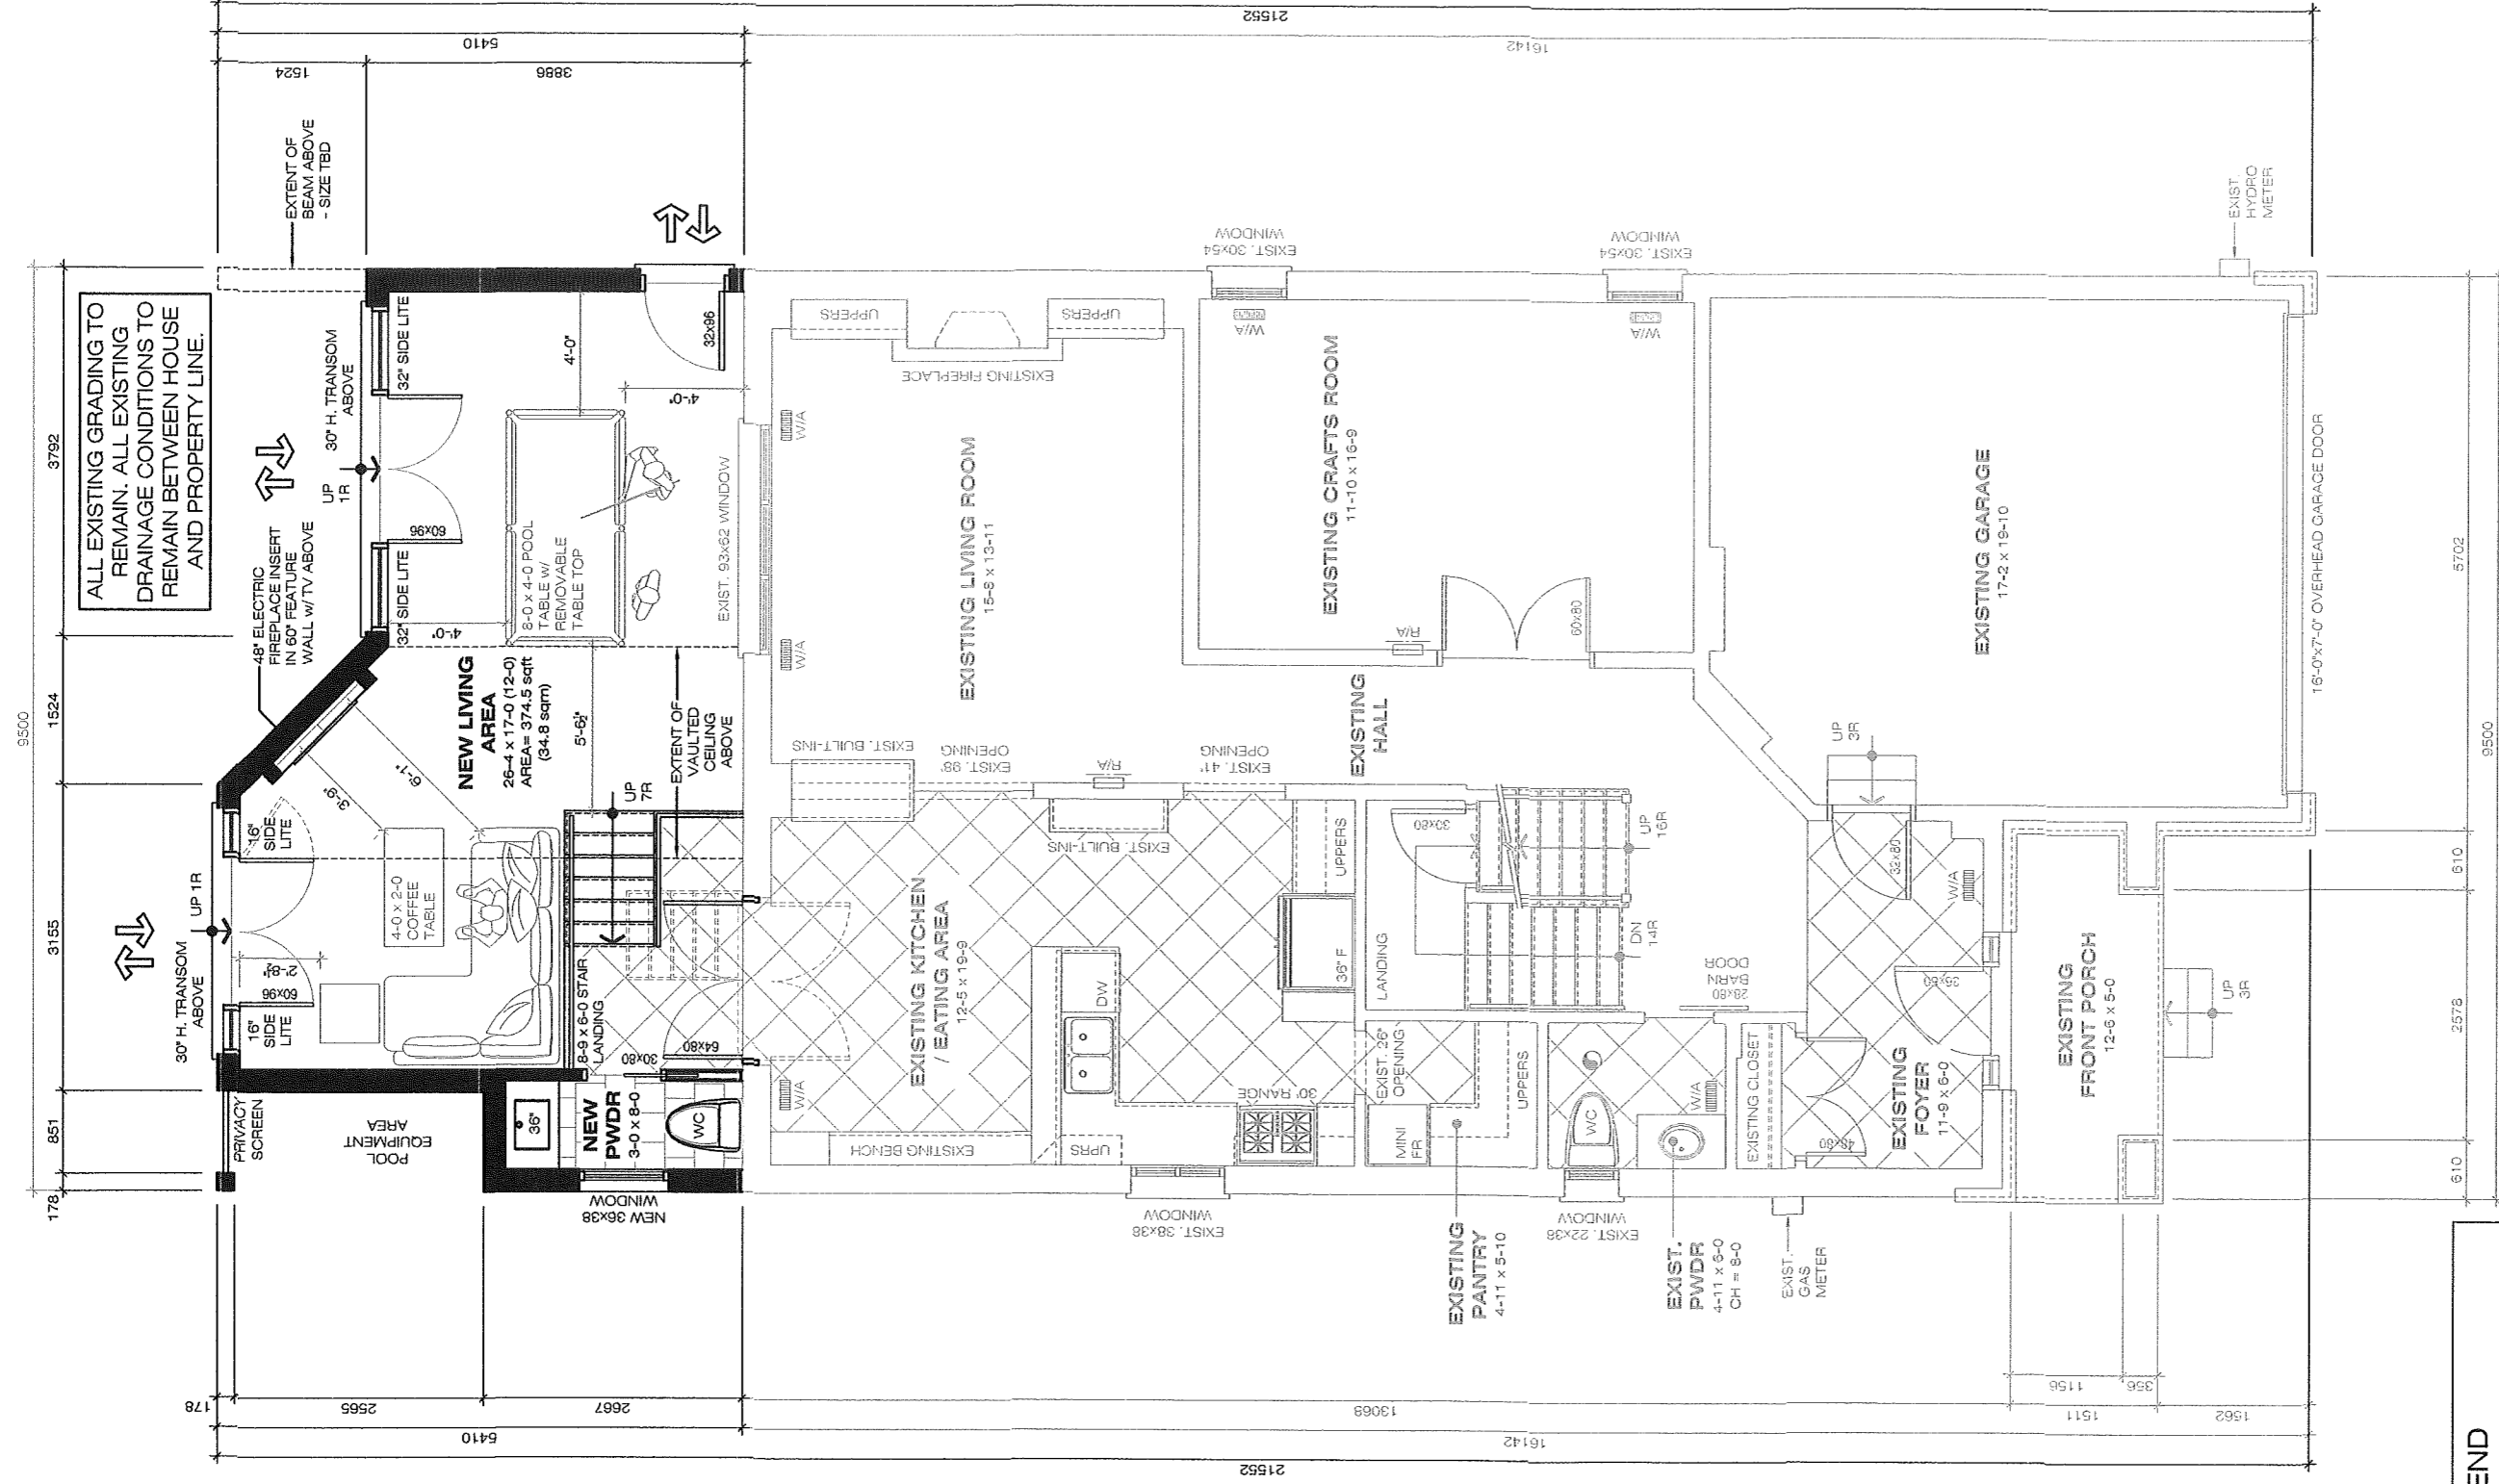 ALL EXISTING GRADING TO
REMAIN. ALL EXISTING
DRAINAGE CONDITIONS TO
REMAIN BETWEEN HOUSE
AND PROPERTY LINE.
EXTENT OF
BEAM ABOVE
- SIZE TBD
48" ELECTRIC
FIREPLACE INSERT
IN 60" FEATURE
WALL w/ TV ABOVE
30" H. TRANSOM
ABOVE
UP
1R
32" SIDE LITE
32" SIDE LITE
60x96
30" H. TRANSOM
ABOVE
UP 1R
16"
SIDE
LITE
16"
SIDE
LITE
60x96
2'-8½"
4-0 x 2-0
COFFEE
TABLE
3'-9"
6'-1"
NEW LIVING
AREA
26-4 x 17-0 (12-0)
AREA= 374.5 sqft
(34.8 sqm)
5'-6½"
EXTENT OF
VAULTED
CEILING
ABOVE
UP
7R
8-9 x 6-0 STAIR
LANDING
30x80
64x80
8-0 x 4-0 POOL
TABLE w/
REMOVABLE
TABLE TOP
4'-0"
4'-0"
4'-0"
32x96
EXIST. 93x62 WINDOW
PRIVACY
SCREEN
POOL
EQUIPMENT
AREA
36"
NEW
PWDR
3-0 x 8-0
WC
NEW 36x38
WINDOW
W/A
W/A
W/A
EXISTING LIVING ROOM
15-8 x 13-11
UPPERS
UPPERS
EXISTING FIREPLACE
EXIST. BUILT-INS
EXIST. 98"
OPENING
R/A
EXIST. 41"
OPENING
EXIST. BUILT-INS
EXISTING KITCHEN
/ EATING AREA
12-5 x 19-9
EXISTING BENCH
DW
UPRS
30" RANGE
UPPERS
36" F
EXIST. 38x38
WINDOW
EXISTING CRAFTS ROOM
11-10 x 16-9
EXIST. 30x54
WINDOW
EXIST. 30x54
WINDOW
W/A
W/A
R/A
60x80
EXISTING
HALL
LANDING
30x80
UP
16R
DN
14R
28x80
BARN
DOOR
EXIST. 26"
OPENING
MINI
FR
UPPERS
EXISTING
PANTRY
4-11 x 5-10
WC
W/A
EXIST. 22x38
WINDOW
EXIST.
PWDR
4-11 x 6-0
CH = 8-0
EXISTING CLOSET
EXIST.
GAS
METER
48x80
EXISTING
FOYER
11-9 x 6-0
W/A
32x80
UP
3R
EXISTING GARAGE
17-2 x 19-10
16'-0"x7'-0" OVERHEAD GARAGE DOOR
EXIST.
HYDRO
METER
EXISTING
FRONT PORCH
12-6 x 5-0
UP
3R
9500
178
851
3155
1524
3792
1524
3886
5410
16142
21552
178
2565
2667
5410
13068
16142
21552
1156
356
1511
1562
610
2578
610
5702
9500
END